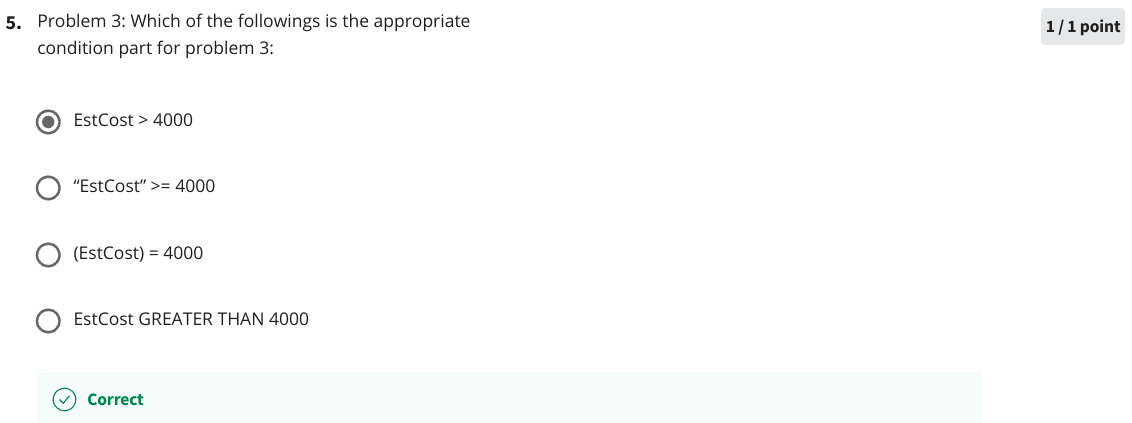 5. Problem 3: Which of the followings is the appropriate
condition part for problem 3:
1 / 1 point
EstCost > 4000
“EstCost” >= 4000
(EstCost) = 4000
EstCost GREATER THAN 4000
Correct